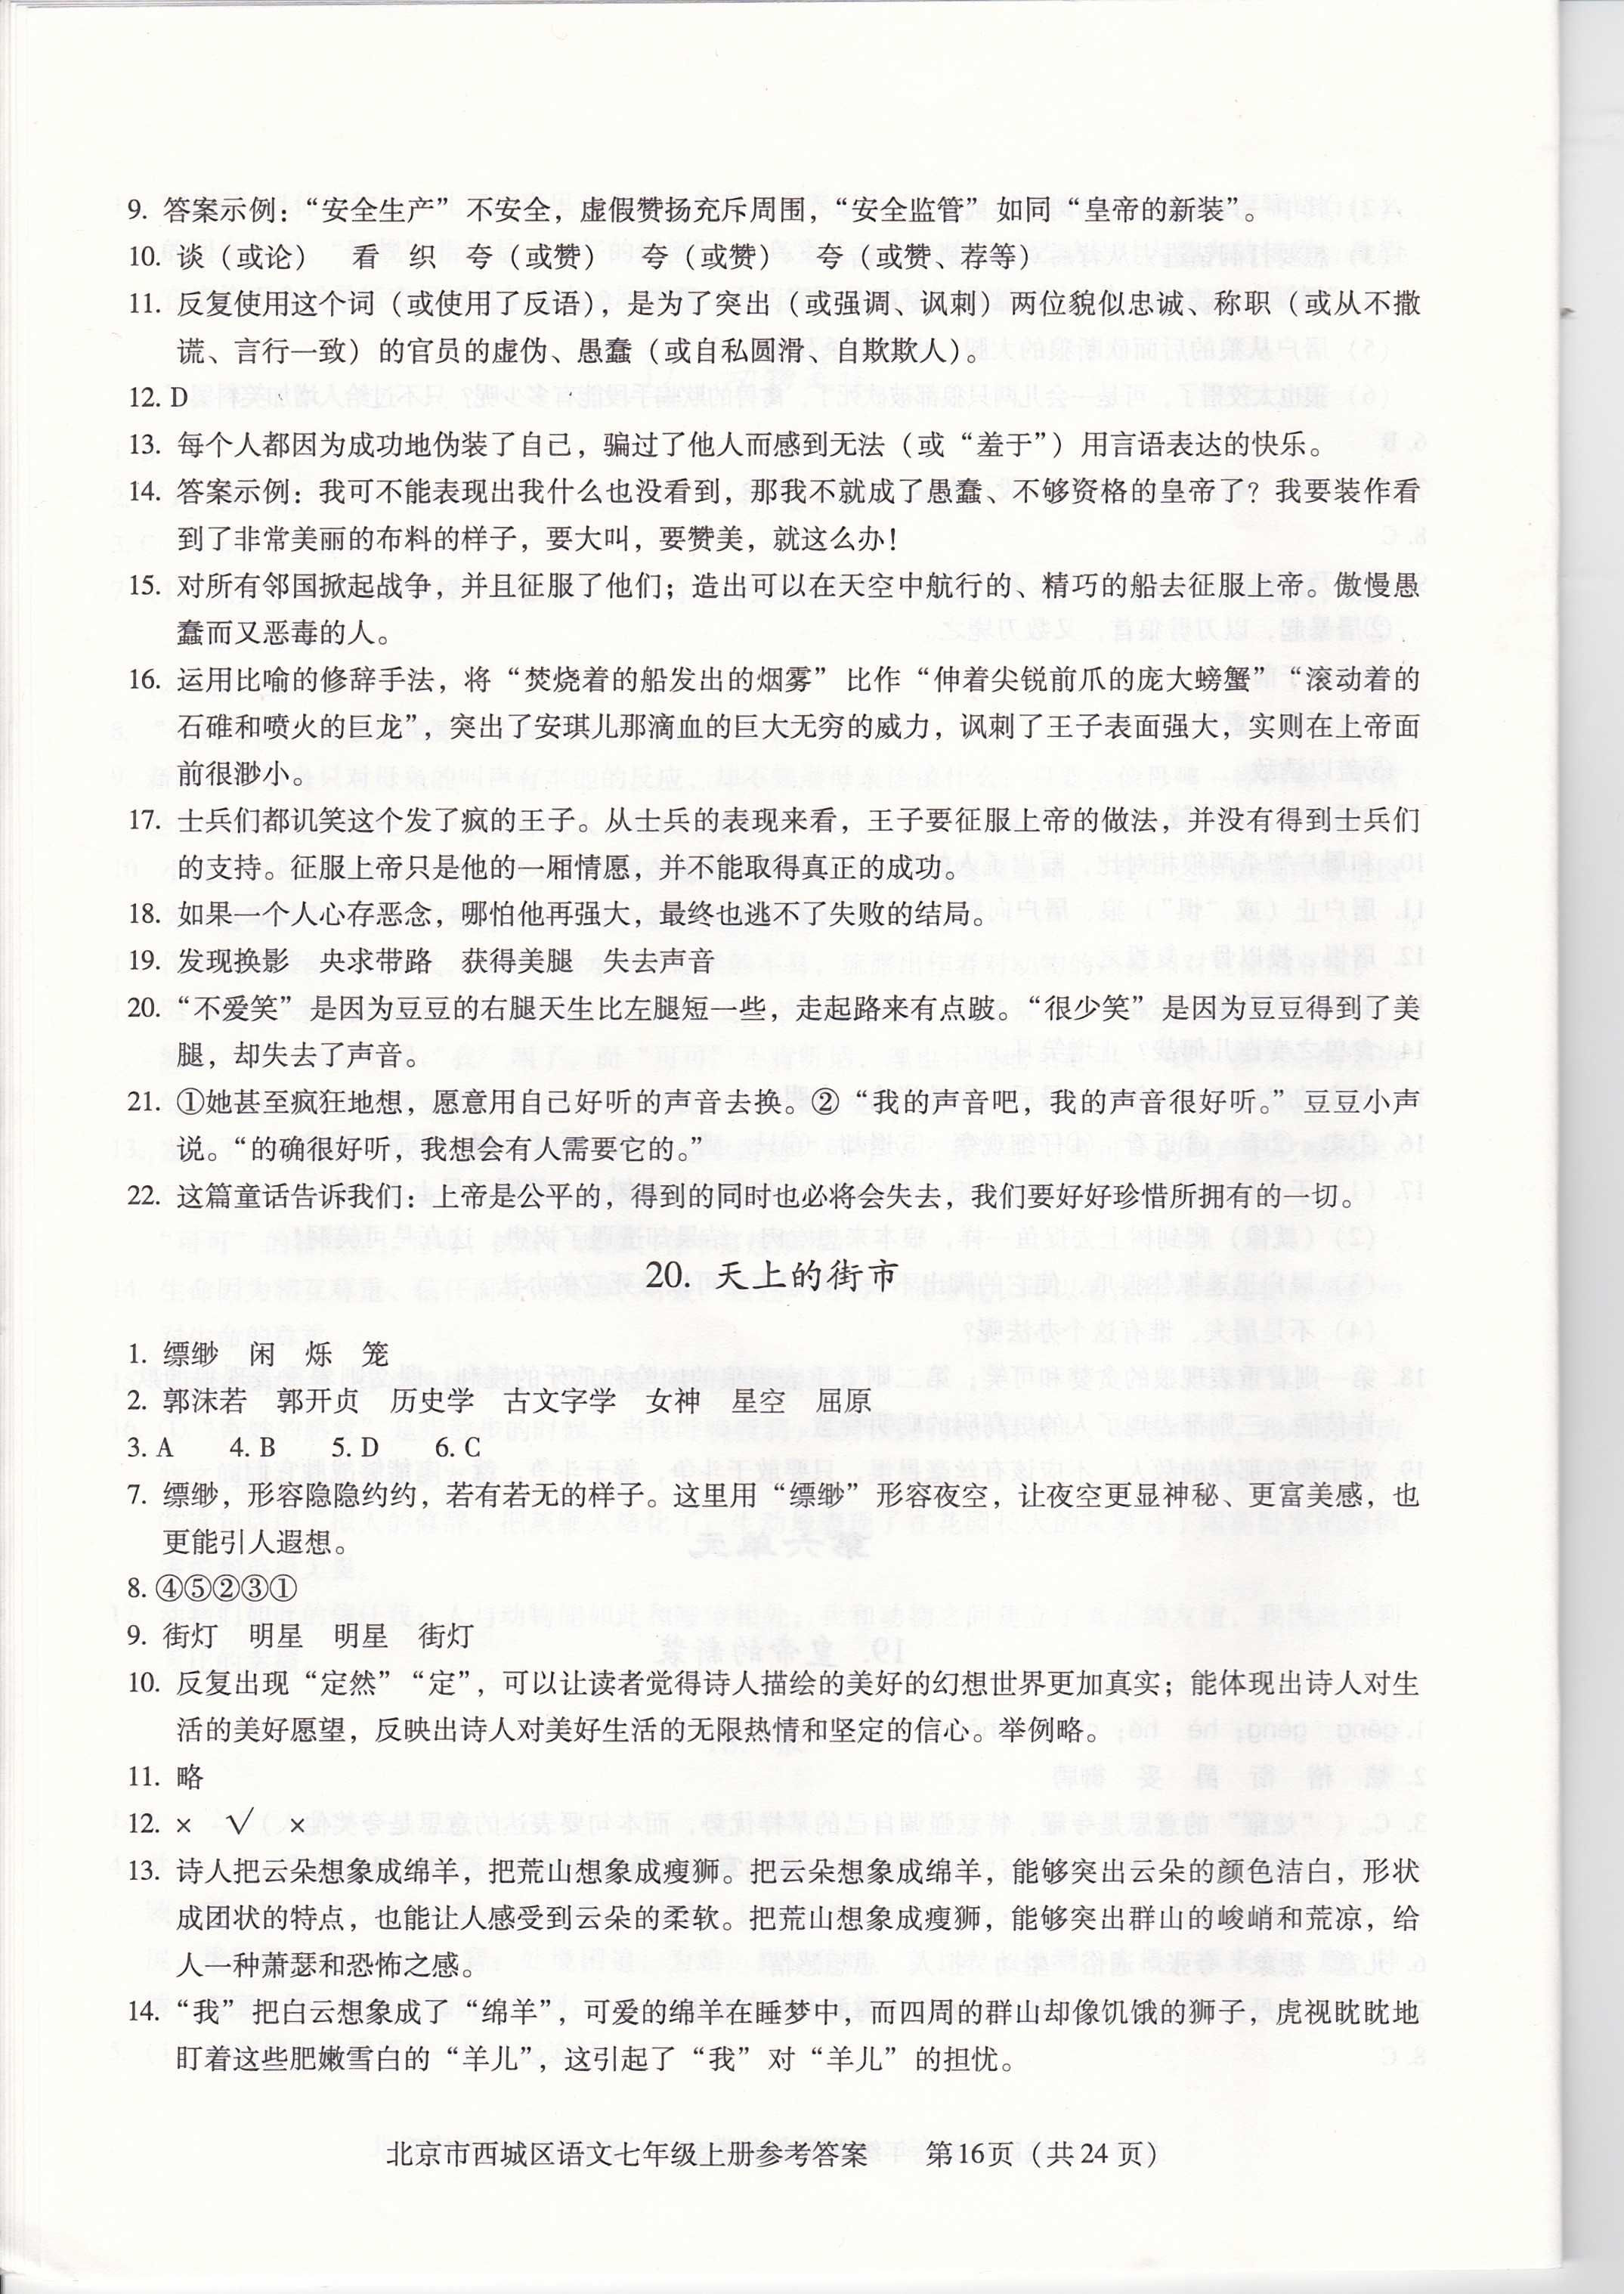 9. 答案示例：“安全生产”不安全，虚假赞扬充斥周围，“安全监管”如同“皇帝的新装”。
10. 谈（或论） 看 织 夸（或赞） 夸（或赞） 夸（或赞、荐等）
11. 反复使用这个词（或使用了反语），是为了突出（或强调、讽刺）两位貌似忠诚、称职（或从不撒
谎、言行一致）的官员的虚伪、愚蠢（或自私圆滑、自欺欺人）。
12. D
13. 每个人都因为成功地伪装了自己，骗过了他人而感到无法（或“羞于”）用言语表达的快乐。
14. 答案示例：我可不能表现出我什么也没看到，那我不就成了愚蠢、不够资格的皇帝了？我要装作看
到了非常美丽的布料的样子，要大叫，要赞美，就这么办！
15. 对所有邻国掀起战争，并且征服了他们；造出可以在天空中航行的、精巧的船去征服上帝。傲慢愚
蠢而又恶毒的人。
16. 运用比喻的修辞手法，将“焚烧着的船发出的烟雾”比作“伸着尖锐前爪的庞大螃蟹”“滚动着的
石碓和喷火的巨龙”，突出了安琪儿那滴血的巨大无穷的威力，讽刺了王子表面强大，实则在上帝面
前很渺小。
17. 士兵们都讥笑这个发了疯的王子。从士兵的表现来看，王子要征服上帝的做法，并没有得到士兵们
的支持。征服上帝只是他的一厢情愿，并不能取得真正的成功。
18. 如果一个人心存恶念，哪怕他再强大，最终也逃不了失败的结局。
19. 发现换影 央求带路 获得美腿 失去声音
20. “不爱笑”是因为豆豆的右腿天生比左腿短一些，走起路来有点跛。“很少笑”是因为豆豆得到了美
腿，却失去了声音。
21. ①她甚至疯狂地想，愿意用自己好听的声音去换。②“我的声音吧，我的声音很好听。”豆豆小声
说。“的确很好听，我想会有人需要它的。”
22. 这篇童话告诉我们：上帝是公平的，得到的同时也必将会失去，我们要好好珍惜所拥有的一切。
20. 天上的街市
1. 缥缈 闲 烁 笼
2. 郭沫若 郭开贞 历史学 古文字学 女神 星空 屈原
3. A 4. B 5. D 6. C
7. 缥缈，形容隐隐约约，若有若无的样子。这里用“缥缈”形容夜空，让夜空更显神秘、更富美感，也
更能引人遐想。
8. ④⑤②③①
9. 街灯 明星 明星 街灯
10. 反复出现“定然”“定”，可以让读者觉得诗人描绘的美好的幻想世界更加真实；能体现出诗人对生
活的美好愿望，反映出诗人对美好生活的无限热情和坚定的信心。举例略。
11. 略
12. × √ ×
13. 诗人把云朵想象成绵羊，把荒山想象成瘦狮。把云朵想象成绵羊，能够突出云朵的颜色洁白，形状
成团状的特点，也能让人感受到云朵的柔软。把荒山想象成瘦狮，能够突出群山的峻峭和荒凉，给
人一种萧瑟和恐怖之感。
14. “我”把白云想象成了“绵羊”，可爱的绵羊在睡梦中，而四周的群山却像饥饿的狮子，虎视眈眈地
盯着这些肥嫩雪白的“羊儿”，这引起了“我”对“羊儿”的担忧。
北京市西城区语文七年级上册参考答案 第16页（共24页）